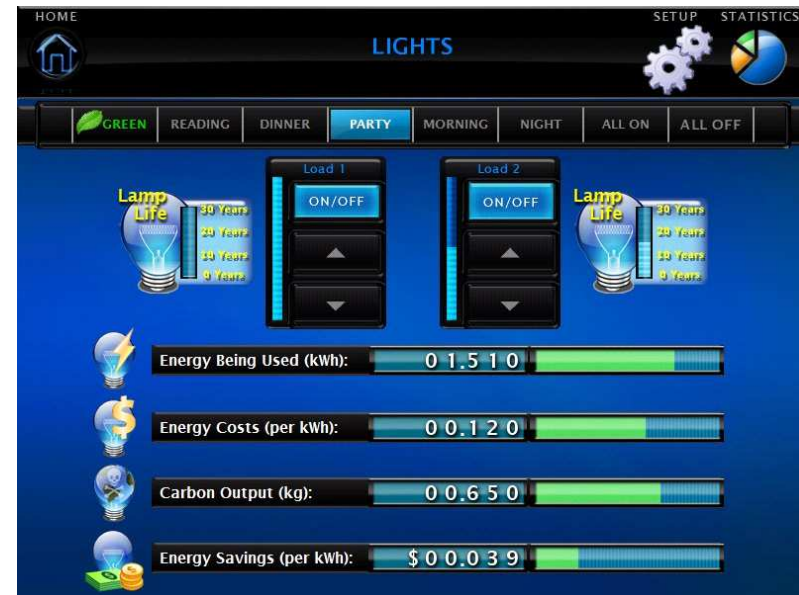 HOME
LIGHTS
SETUP STATISTICS
GREEN READING DINNER PARTY MORNING NIGHT ALL ON ALL OFF
Load 1
ON/OFF
Load 2
ON/OFF
Lamp
Life
30 Years
20 Years
10 Years
0 Years
Lamp
Life
30 Years
20 Years
10 Years
0 Years
Energy Being Used (kWh): 01.510
Energy Costs (per kWh): 00.120
Carbon Output (kg): 00.650
Energy Savings (per kWh): $00.039